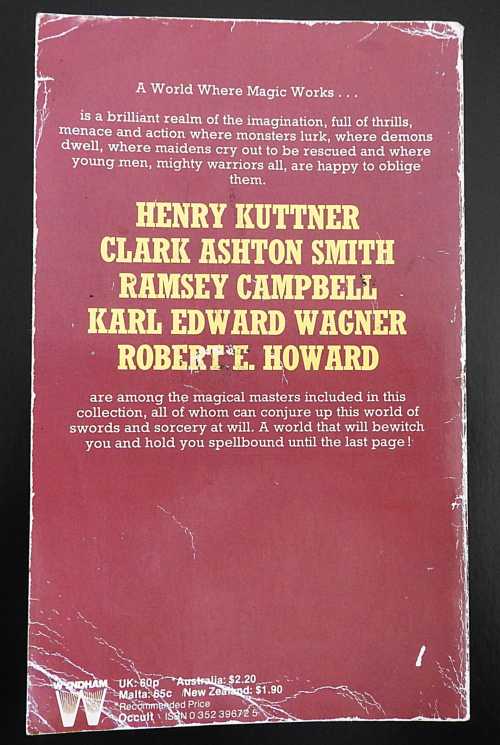 A World Where Magic Works . . .
is a brilliant realm of the imagination, full of thrills,
menace and action where monsters lurk, where demons
dwell, where maidens cry out to be rescued and where
young men, mighty warriors all, are happy to oblige
them.
HENRY KUTTNER
CLARK ASHTON SMITH
RAMSEY CAMPBELL
KARL EDWARD WAGNER
ROBERT E. HOWARD
are among the magical masters included in this
collection, all of whom can conjure up this world of
swords and sorcery at will. A world that will bewitch
you and hold you spellbound until the last page!
WYNDHAM
W
UK: 60p *Australia: $2.20
Malta: 65c *New Zealand: $1.90
*Recommended Price
Occult ISBN 0 352 39672 5